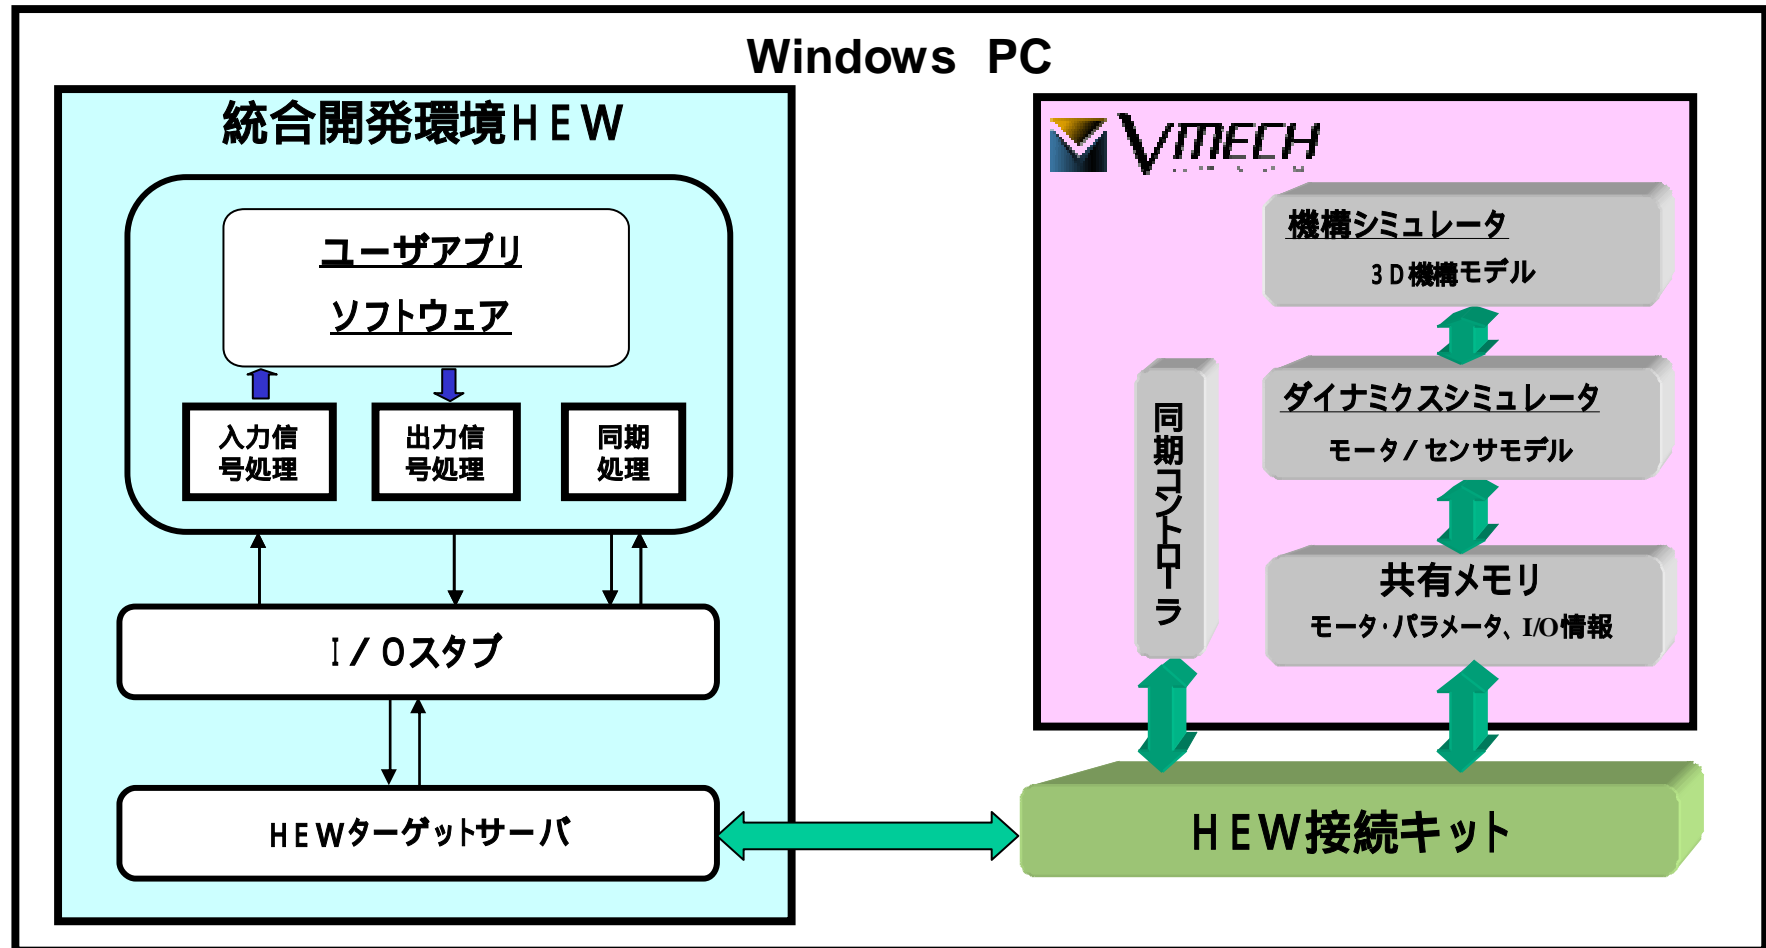 Windows PC
統合開発環境HEW
ユーザアプリ
ソフトウェア
入力信
号処理
出力信
号処理
同期
処理
I/Oスタブ
HEWターゲットサーバ
VMECH
機構シミュレータ
3D機構モデル
ダイナミクスシミュレータ
モータ/センサモデル
同期コントローラ
共有メモリ
モータ・パラメータ、I/O情報
HEW接続キット